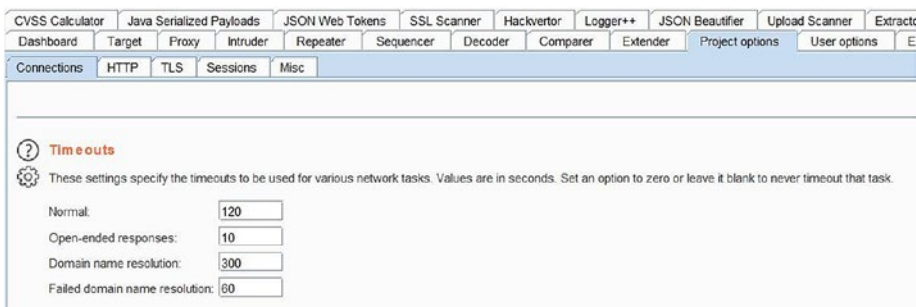 CVSS Calculator Java Serialized Payloads JSON Web Tokens SSL Scanner Hackvertor Logger++ JSON Beautifier Upload Scanner
Dashboard Target Proxy Intruder Repeater Sequencer Decoder Comparer Extender Project options User options
Connections HTTP TLS Sessions Misc
Timeouts
These settings specify the timeouts to be used for various network tasks. Values are in seconds. Set an option to zero or leave it blank to never timeout that task.
Normal: 120
Open-ended responses: 10
Domain name resolution: 300
Failed domain name resolution: 60